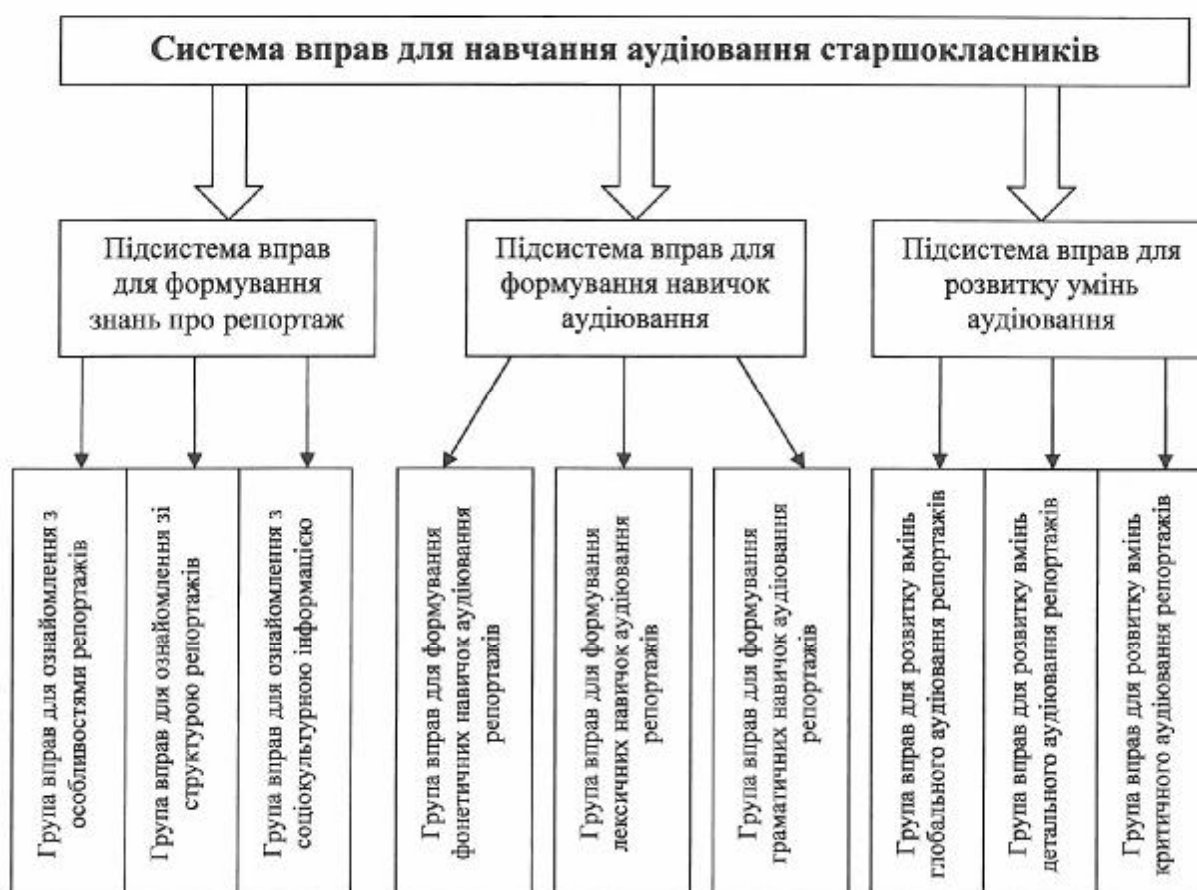 Система вправ для навчання аудіювання старшокласників
Підсистема вправ
для формування
знань про репортаж
Підсистема вправ для
формування навичок
аудіювання
Підсистема вправ для
розвитку умінь
аудіювання
Група вправ для ознайомлення з
особливостями репортажів
Група вправ для ознайомлення зі
структурою репортажів
Група вправ для ознайомлення з
соціокультурною інформацією
Група вправ для формування
фонетичних навичок аудіювання
репортажів
Група вправ для формування
лексичних навичок аудіювання
репортажів
Група вправ для формування
граматичних навичок аудіювання
репортажів
Група вправ для розвитку вмінь
глобального аудіювання репортажів
Група вправ для розвитку вмінь
детального аудіювання репортажів
Група вправ для розвитку вмінь
критичного аудіювання репортажів